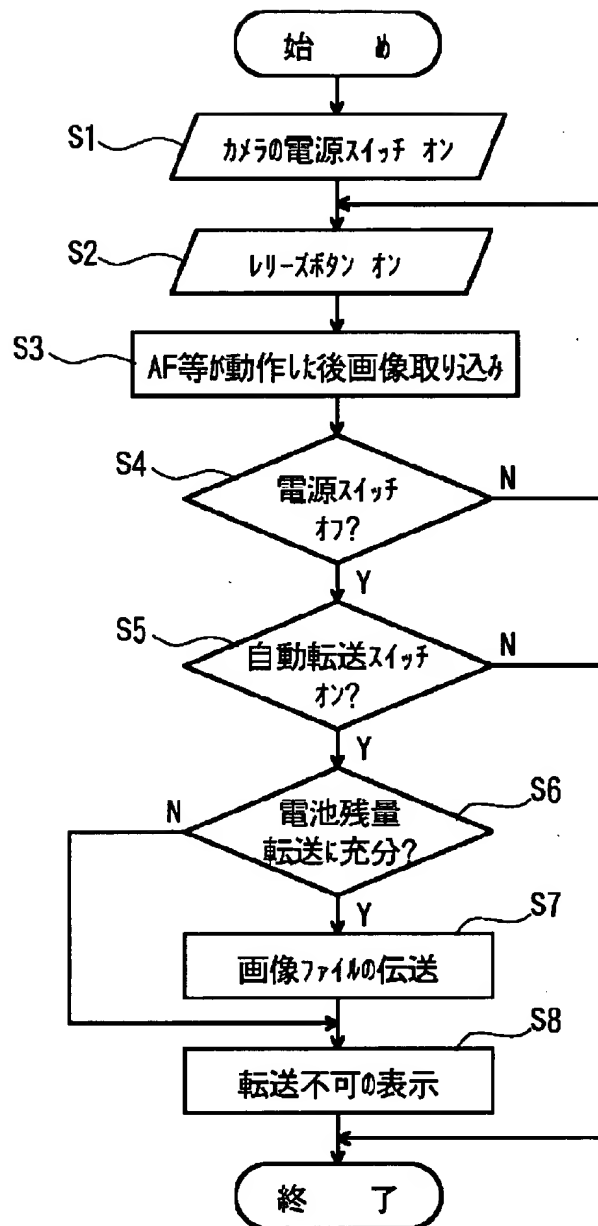 始　め
S1
カメラの電源スイッチ オン
S2
レリーズボタン オン
S3
AF等が動作した後画像取り込み
S4
電源スイッチ
オフ?
N
Y
S5
自動転送スイッチ
オン?
N
Y
S6
電池残量
転送に充分?
N
Y
S7
画像ファイルの伝送
S8
転送不可の表示
終　了